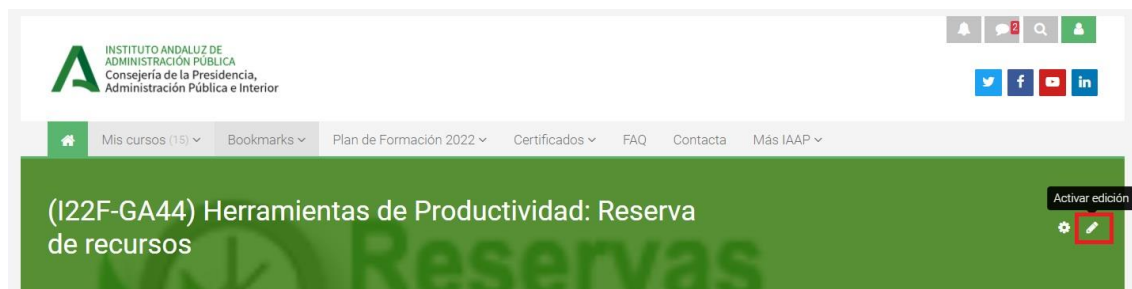 2
INSTITUTO ANDALUZ DE
ADMINISTRACIÓN PÚBLICA
Consejería de la Presidencia,
Administración Pública e Interior
f in
Mis cursos (15) Bookmarks Plan de Formación 2022 Certificados FAQ Contacta Más IAAP
Activar edición
(I22F-GA44) Herramientas de Productividad: Reserva
de recursos
Reservas